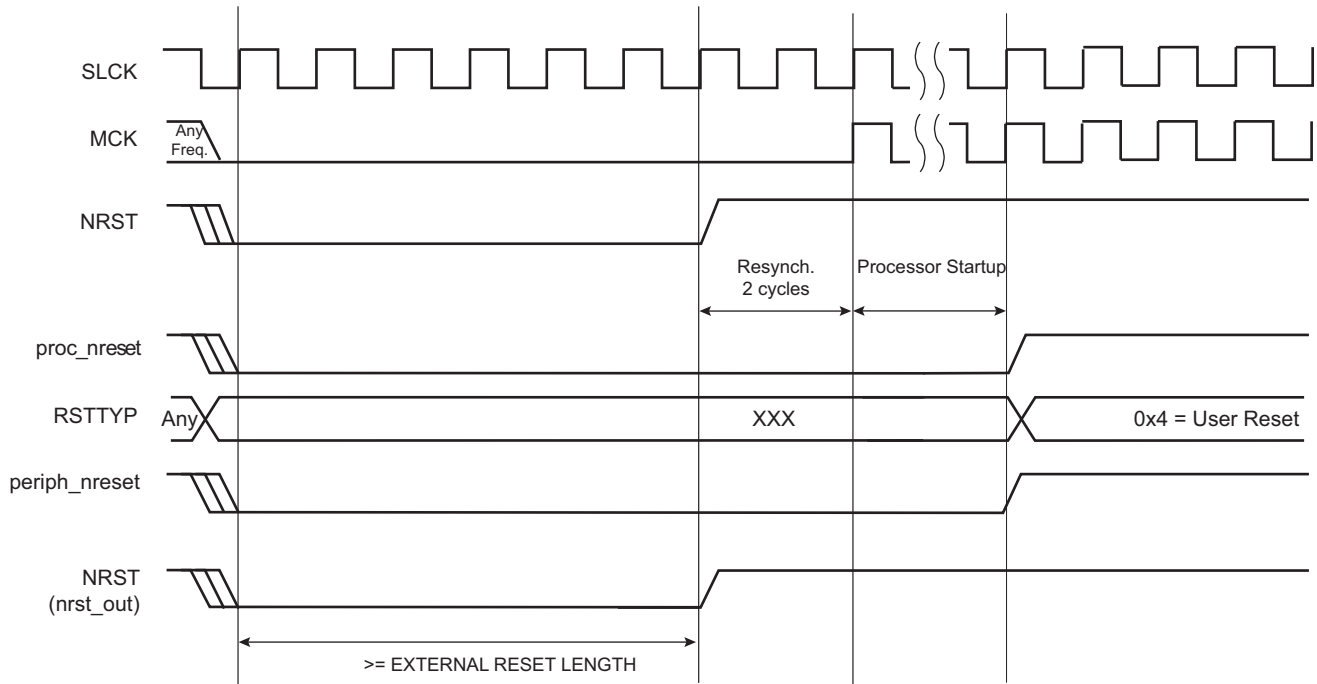 SLCK
MCK
Any
Freq.
NRST
Resynch.
2 cycles
Processor Startup
proc_nreset
RSTTYP
Any
XXX
0x4 = User Reset
periph_nreset
NRST
(nrst_out)
>= EXTERNAL RESET LENGTH